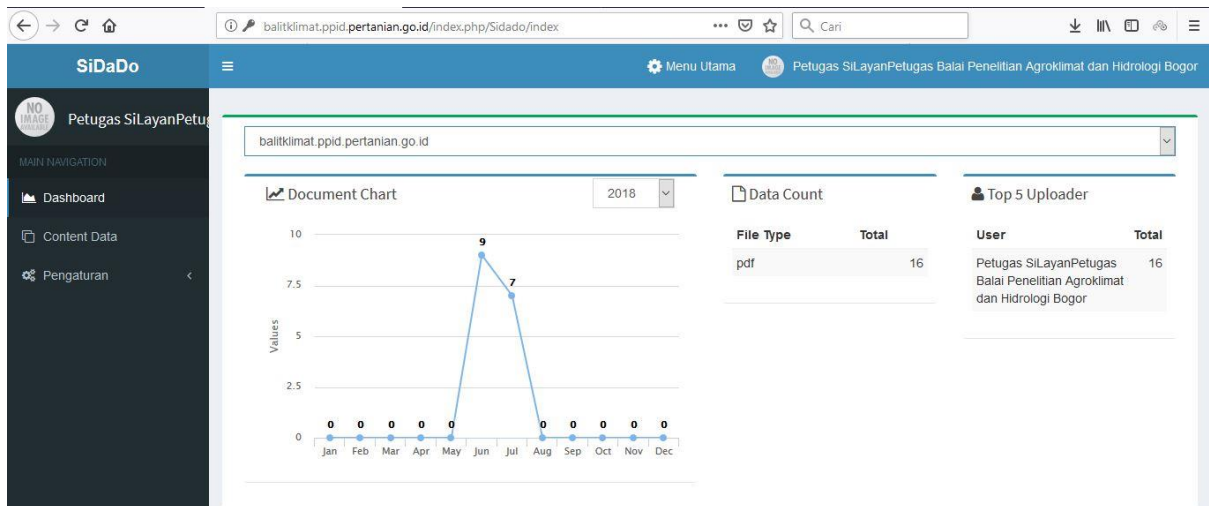 balitklimat.ppid.pertanian.go.id/index.php/Sidado/index
Cari
SiDaDo
Menu Utama
NO IMAGE AVAILABLE
Petugas SiLayanPetugas Balai Penelitian Agroklimat dan Hidrologi Bogor
NO IMAGE AVAILABLE
Petugas SiLayanPetug
MAIN NAVIGATION
Dashboard
Content Data
Pengaturan
balitklimat.ppid.pertanian.go.id
Document Chart
2018
10
7.5
5
2.5
0
Values
0 0 0 0 0 9 7 0 0 0 0 0
Jan Feb Mar Apr May Jun Jul Aug Sep Oct Nov Dec
Data Count
File Type Total
pdf 16
Top 5 Uploader
User Total
Petugas SiLayanPetugas 16
Balai Penelitian Agroklimat
dan Hidrologi Bogor